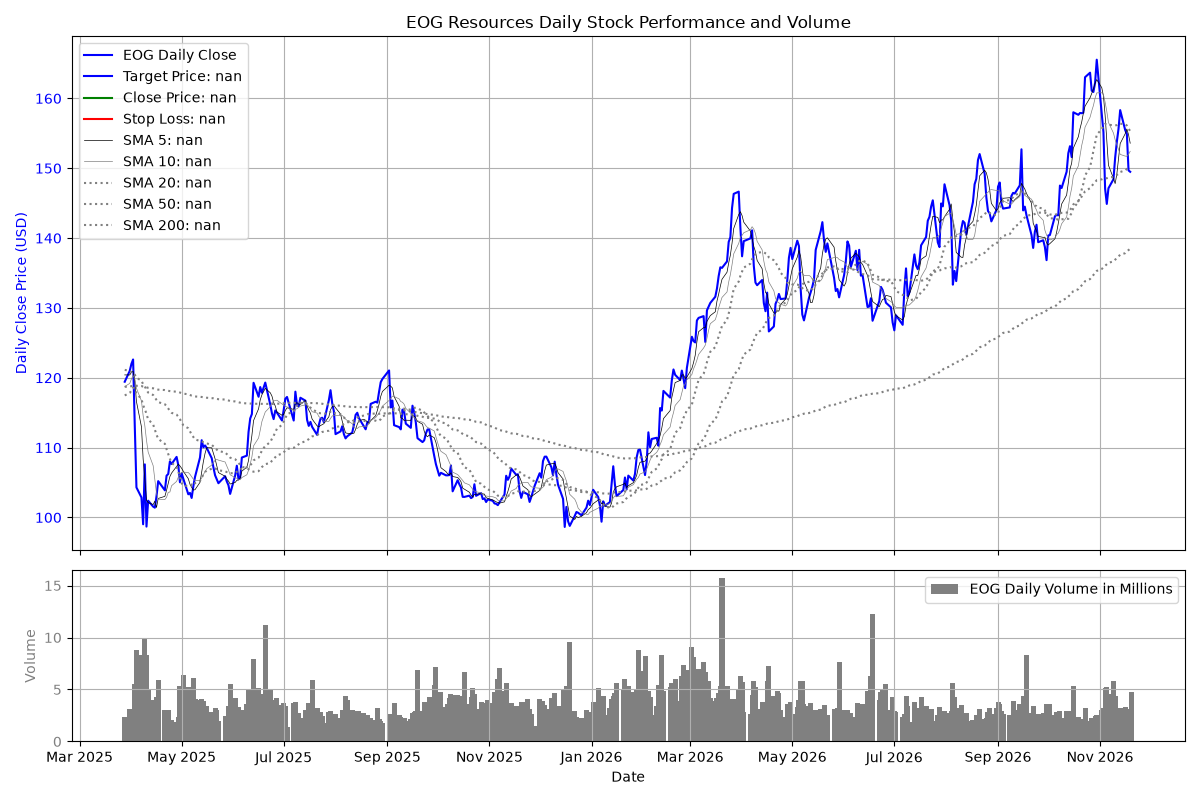 EOG Resources Daily Stock Performance and Volume
EOG Daily Close
Target Price: nan
Close Price: nan
Stop Loss: nan
SMA 5: nan
SMA 10: nan
SMA 20: nan
SMA 50: nan
SMA 200: nan
Daily Close Price (USD)
160
150
140
130
120
110
100
EOG Daily Volume in Millions
Volume
15
10
5
0
Mar 2025 May 2025 Jul 2025 Sep 2025 Nov 2025 Jan 2026 Mar 2026 May 2026 Jul 2026 Sep 2026 Nov 2026
Date